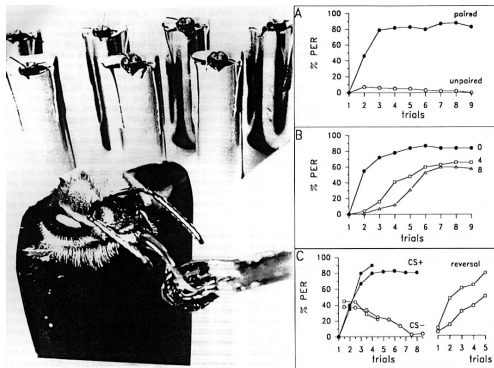 A
100
80
60
40
20
0
% PER
paired
unpaired
1 2 3 4 5 6 7 8 9
trials
B
100
80
60
40
20
0
% PER
0
4
8
1 2 3 4 5 6 7 8 9
trials
C
100
80
60
40
20
0
% PER
CS+
CS−
1 2 3 4 5 6 7 8
trials
reversal
1 2 3 4 5
trials